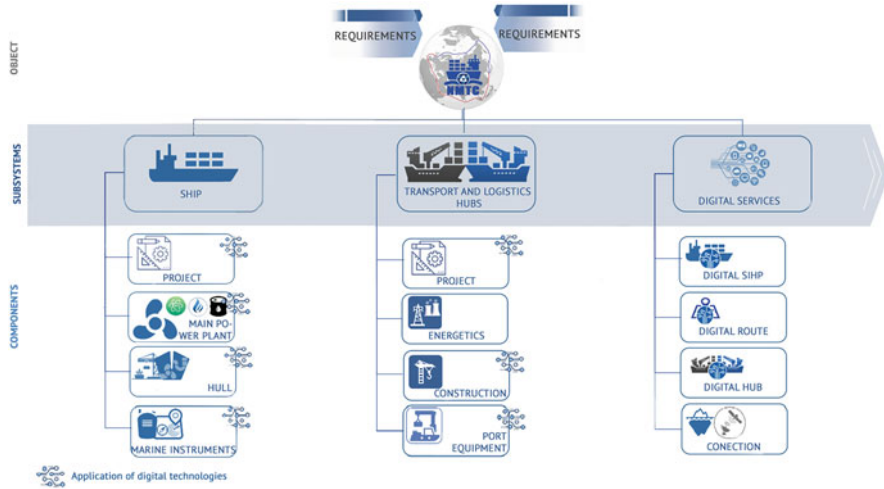 REQUIREMENTS
REQUIREMENTS
OBJECT
NMTC
SUBSYSTEMS
SHIP
TRANSPORT AND LOGISTICS
HUBS
DIGITAL SERVICES
COMPONENTS
PROJECT
MAIN PO-
WER PLANT
HULL
MARINE INSTRUMENTS
PROJECT
ENERGETICS
CONSTRUCTION
PORT
EQUIPMENT
DIGITAL SIHP
DIGITAL ROUTE
DIGITAL HUB
CONECTION
Application of digital technologies